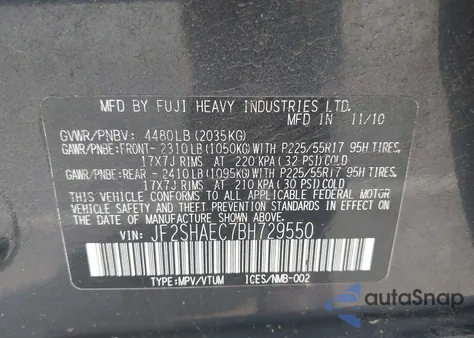 MFD BY FUJI HEAVY INDUSTRIES LTD.
MFD IN 11/10
GVWR/PNBV: 4480LB (2035KG)
GAWR/PNBE:FRONT- 2310LB (1050KG) WITH P225/55R17 95H TIRES,
17X7J RIMS AT 220 KPA (32 PSI) COLD
GAWR/PNBE:REAR - 2410LB (1095KG) WITH P225/55R17 95H TIRES,
17X7J RIMS AT 210 KPA (30 PSI) COLD
THIS VEHICLE CONFORMS TO ALL APPLICABLE FEDERAL MOTOR
VEHICLE SAFETY AND THEFT PREVENTION STANDARDS IN EFFECT ON
THE DATE OF MANUFACTURE SHOWN ABOVE.
VIN: JF2SHAEC7BH729550
TYPE:MPV/VTUM ICES/NMB-002
autoSnap